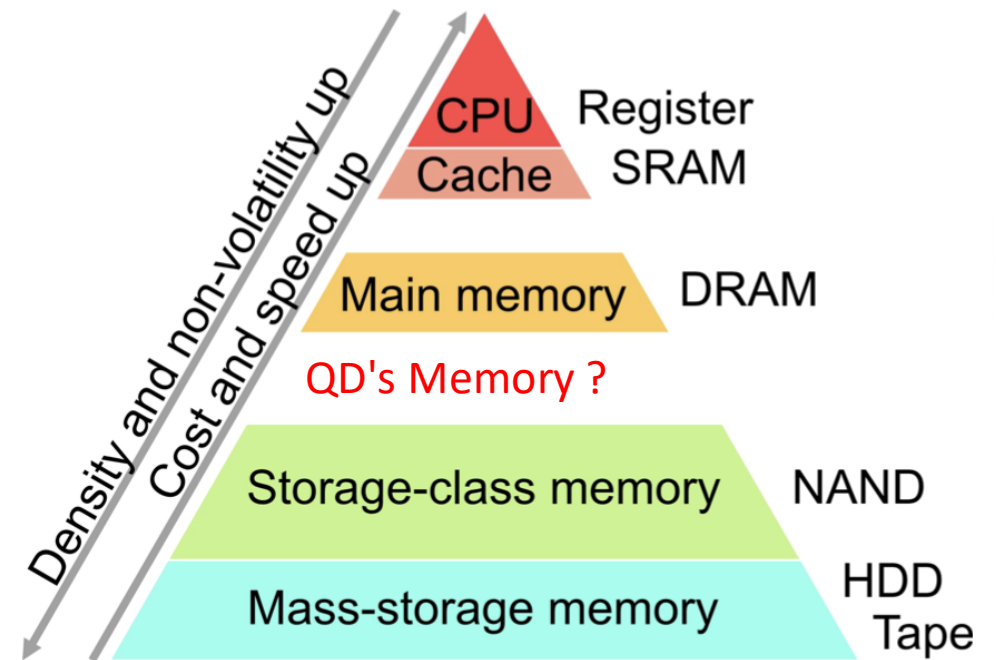 Density and non-volatility up
Cost and speed up
CPU
Register
Cache
SRAM
Main memory
DRAM
QD's Memory ?
Storage-class memory
NAND
Mass-storage memory
HDD
Tape